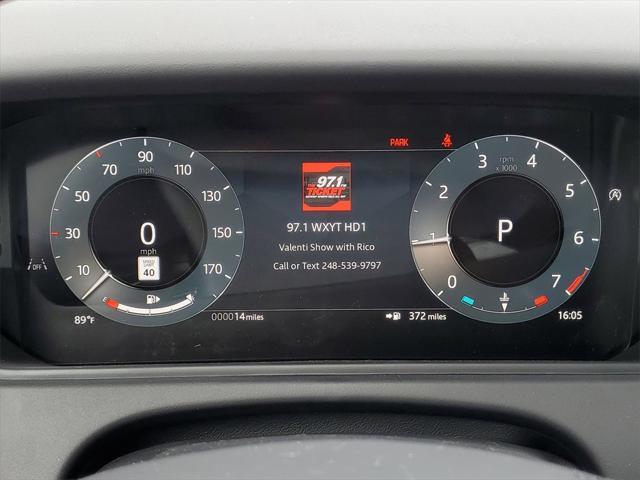 PARK
90
mph
70
110
50
130
30
150
10
170
0
SPEED
LIMIT
40
E
OFF
89°F
000014 miles
97.1
TICKET
97.1 WXYT HD1
Valenti Show with Rico
Call or Text 248-539-9797
372 miles
rpm
x 1000
3
4
2
5
1
6
0
7
P
16:05